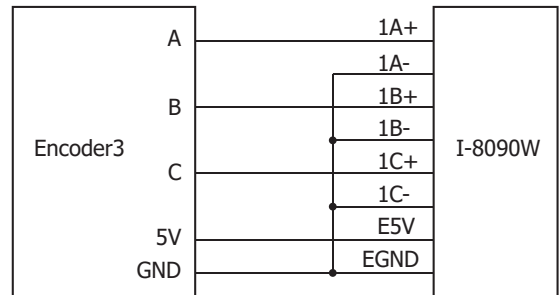 A 1A+
1A-
B 1B+
1B-
Encoder3 I-8090W
C 1C+
1C-
5V E5V
GND EGND